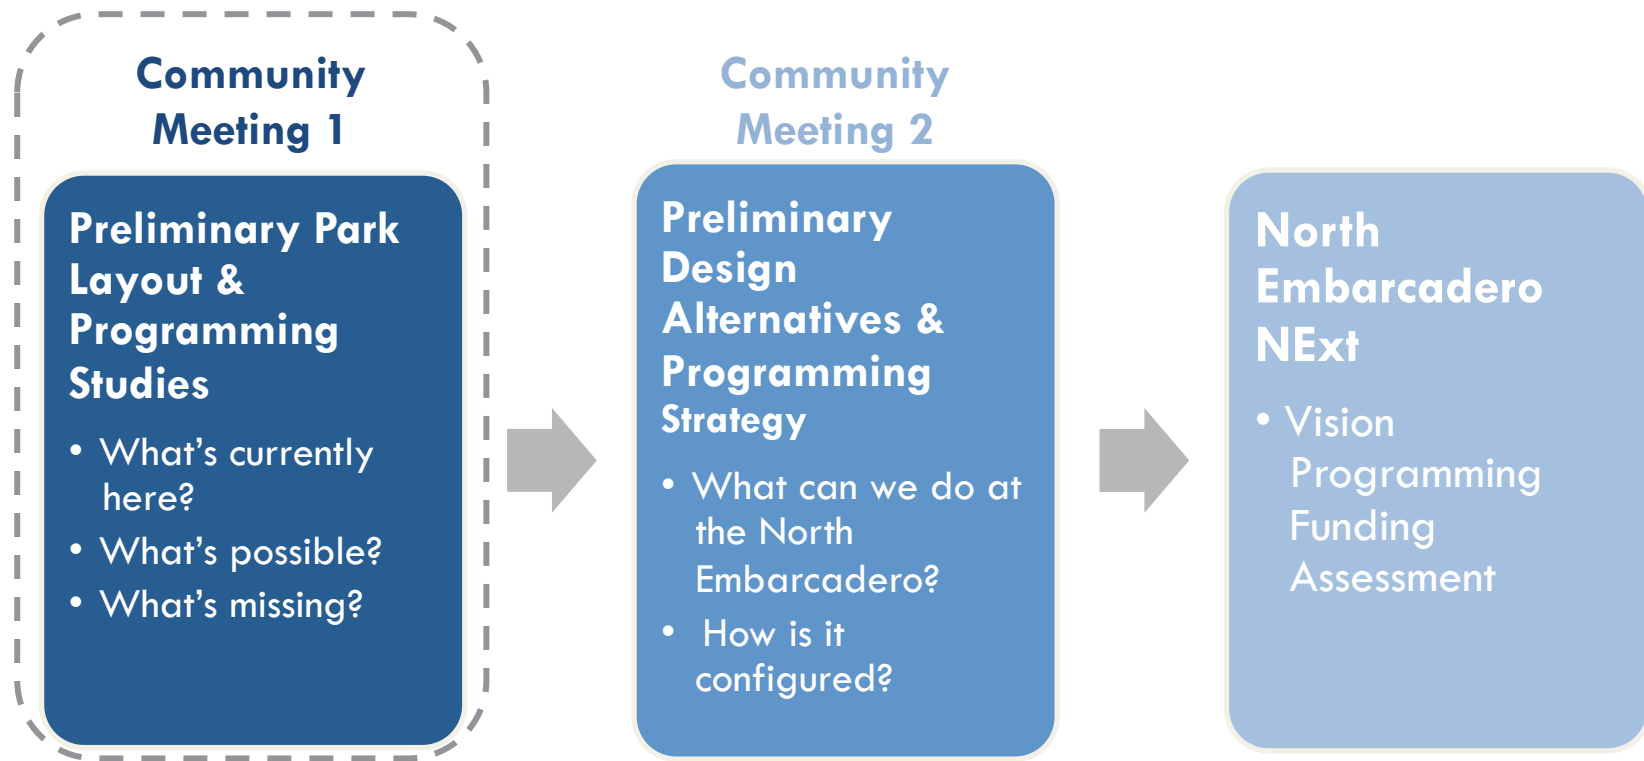 Community
Meeting 1
Preliminary Park
Layout &
Programming
Studies
• What's currently
here?
• What's possible?
• What's missing?
Community
Meeting 2
Preliminary
Design
Alternatives &
Programming
Strategy
• What can we do at
the North
Embarcadero?
• How is it
configured?
North
Embarcadero
NExt
• Vision
Programming
Funding
Assessment